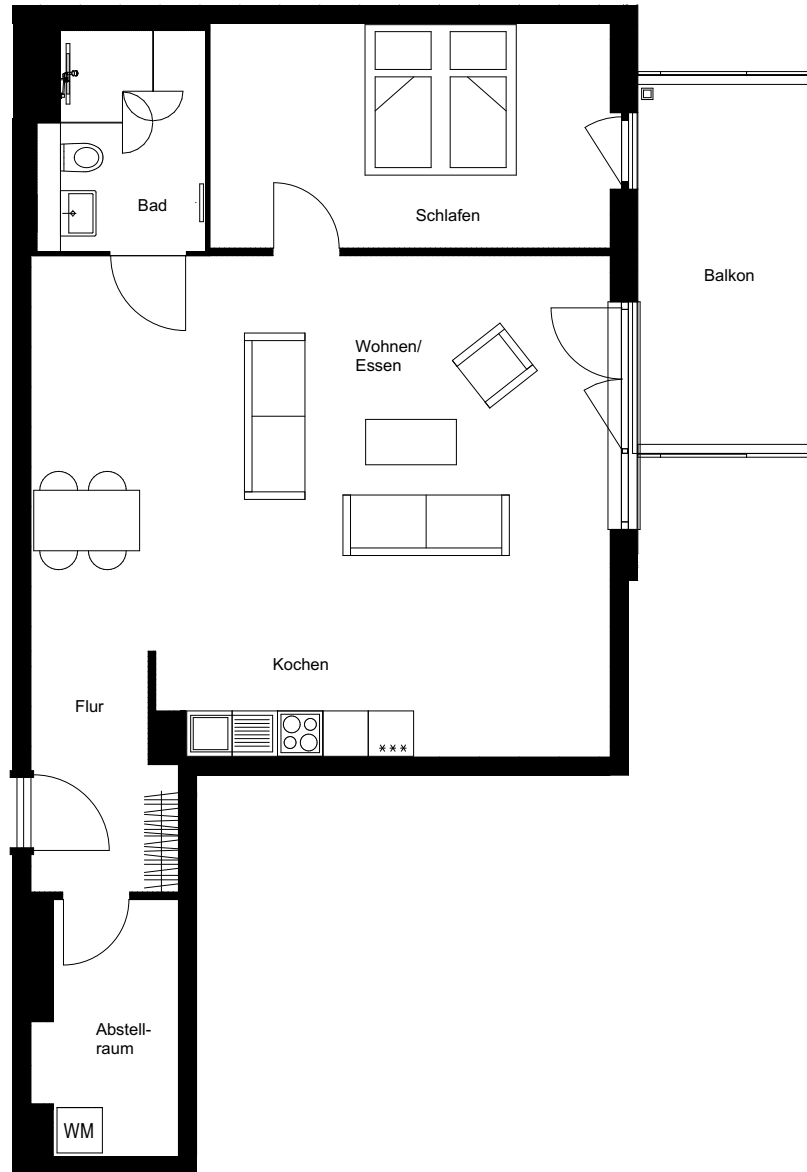 Bad
Schlafen
Balkon
Wohnen/
Essen
Kochen
Flur
***
Abstell-
raum
WM